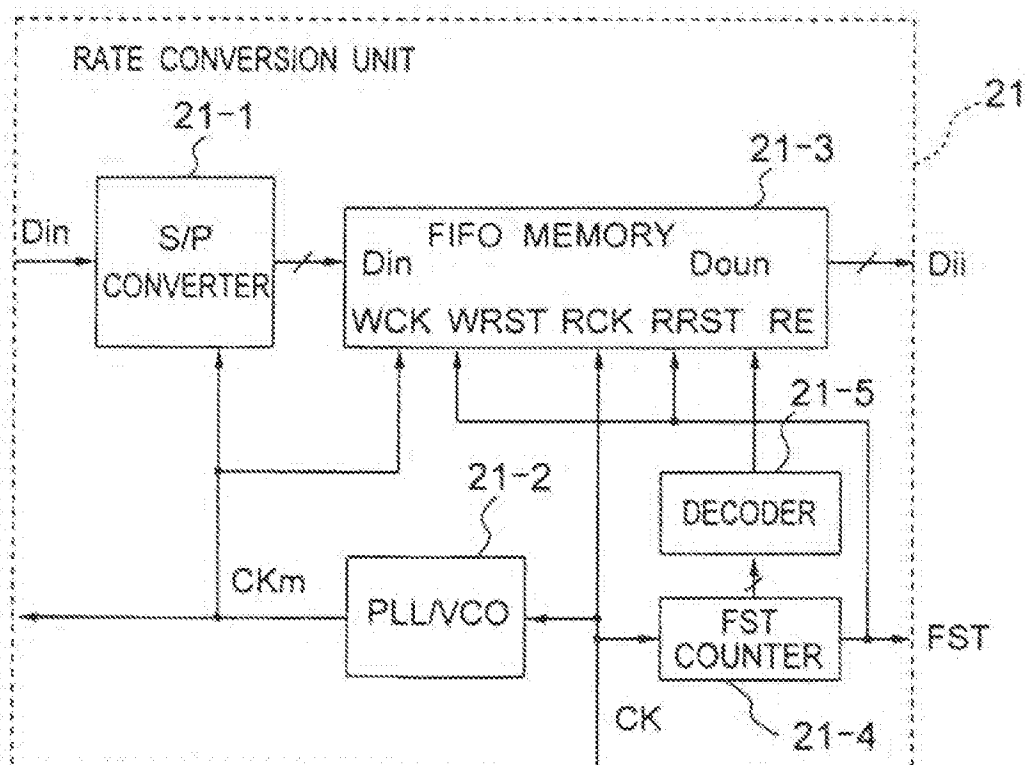 RATE CONVERSION UNIT
21
21-1
21-3
Din
S/P
CONVERTER
FIFO MEMORY
Din
Doun
Dii
WCK WRST RCK RRST RE
21-5
21-2
DECODER
CKm
PLL/VCO
FST
COUNTER
FST
CK
21-4